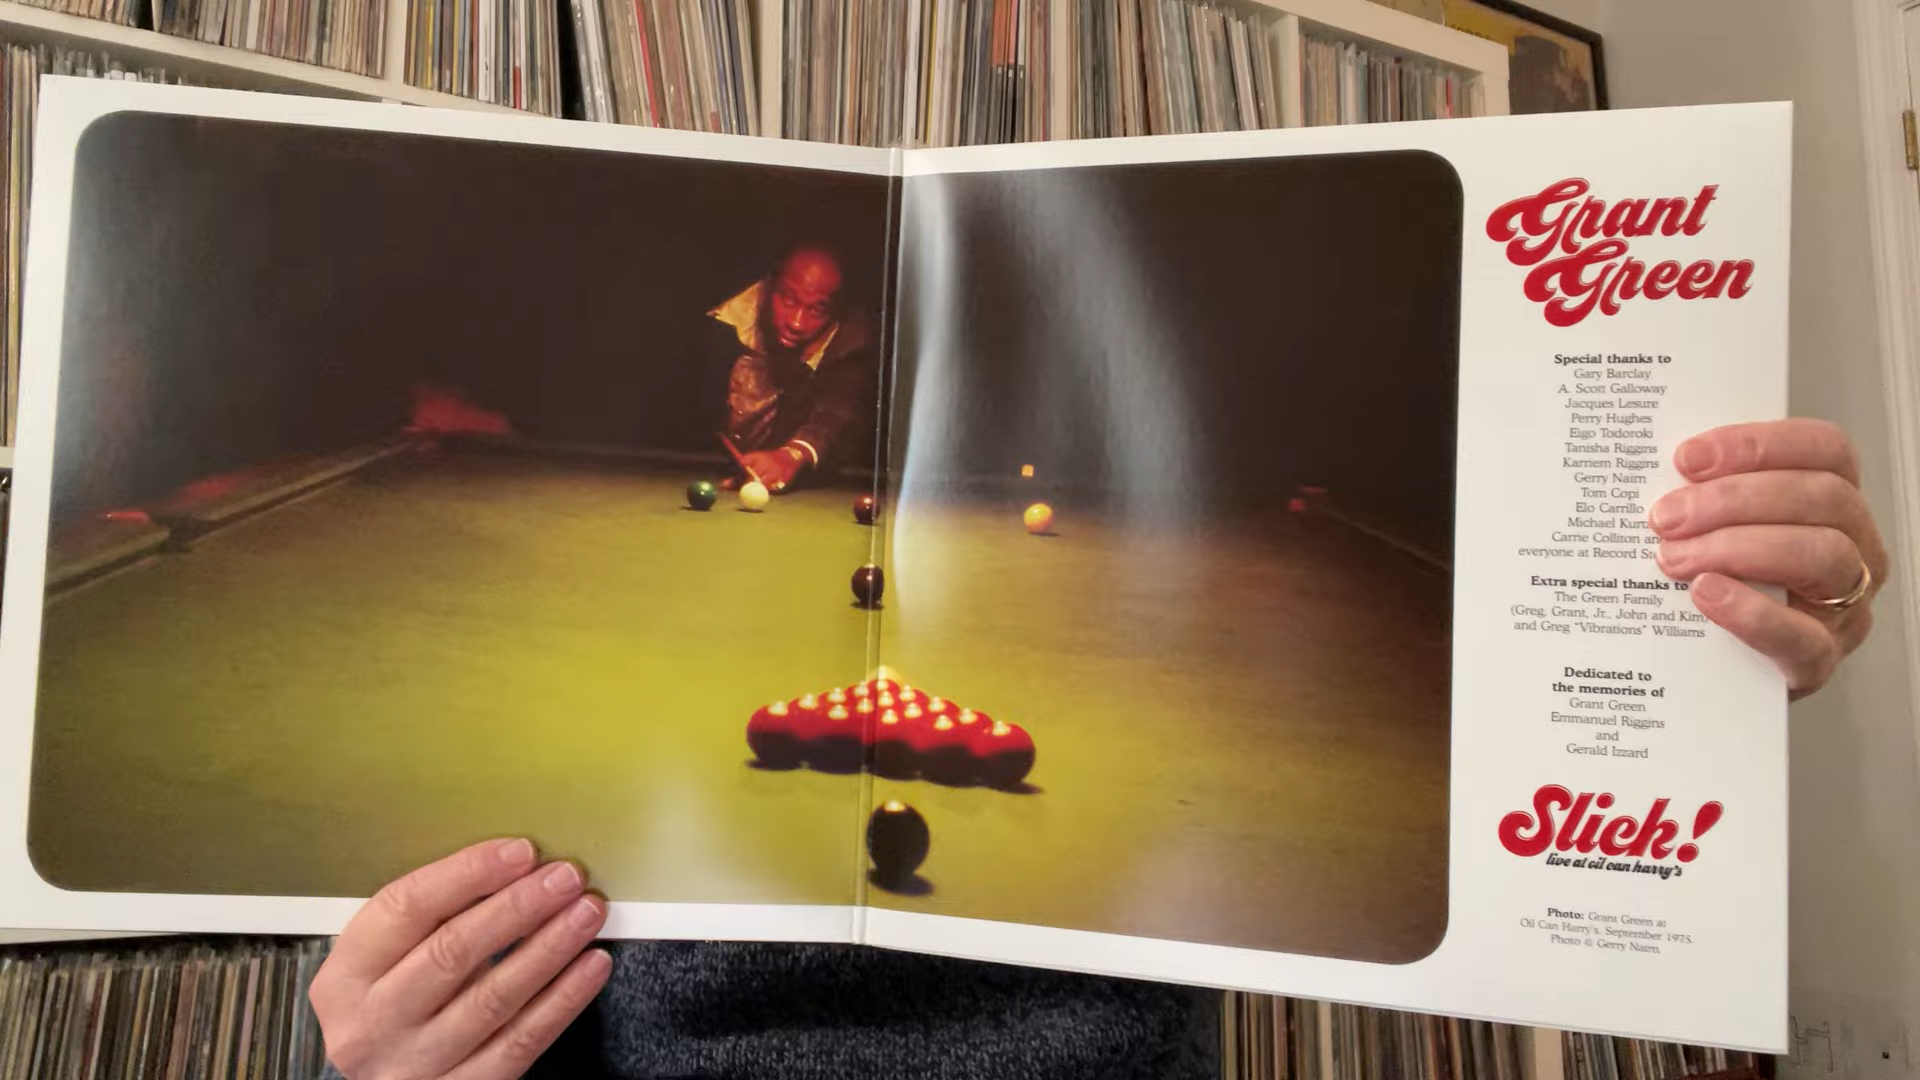 Grant
Green
Special thanks to
Gary Barclay
A. Scott Galloway
Jacques Lesure
Perry Hughes
Eigo Todoroki
Tanisha Riggins
Karriem Riggins
Gerry Nairn
Tom Copi
Elo Carrillo
Michael Kurtz
Carrie Colliton an
everyone at Record St
Extra special thanks to
The Green Family
(Greg, Grant, Jr., John and Kim)
and Greg "Vibrations" Williams
Dedicated to
the memories of
Grant Green
Emmanuel Riggins
and
Gerald Izzard
Slick!
live at oil can harry's
Photo: Grant Green at
Oil Can Harry's. September 1975.
Photo © Gerry Nairn.